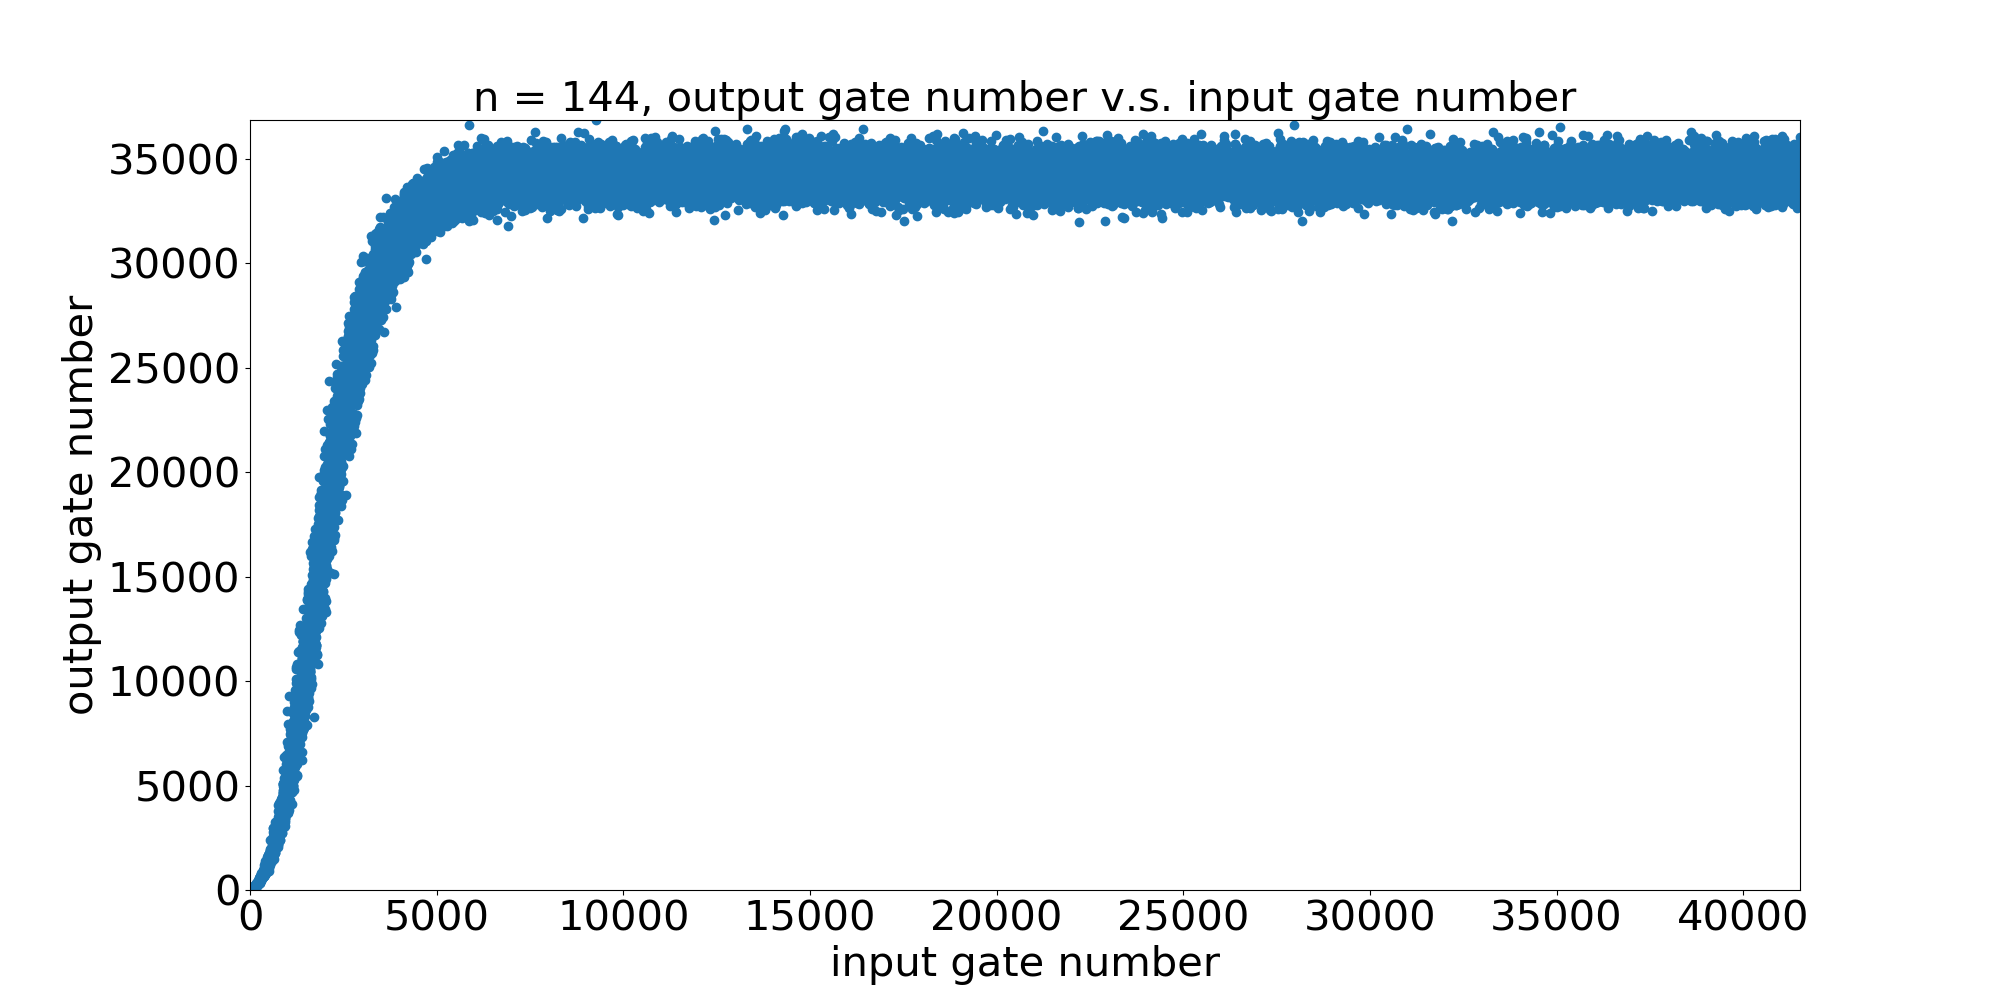 n = 144, output gate number v.s. input gate number
35000
30000
25000
20000
15000
10000
5000
0
output gate number
0 5000 10000 15000 20000 25000 30000 35000 40000
input gate number